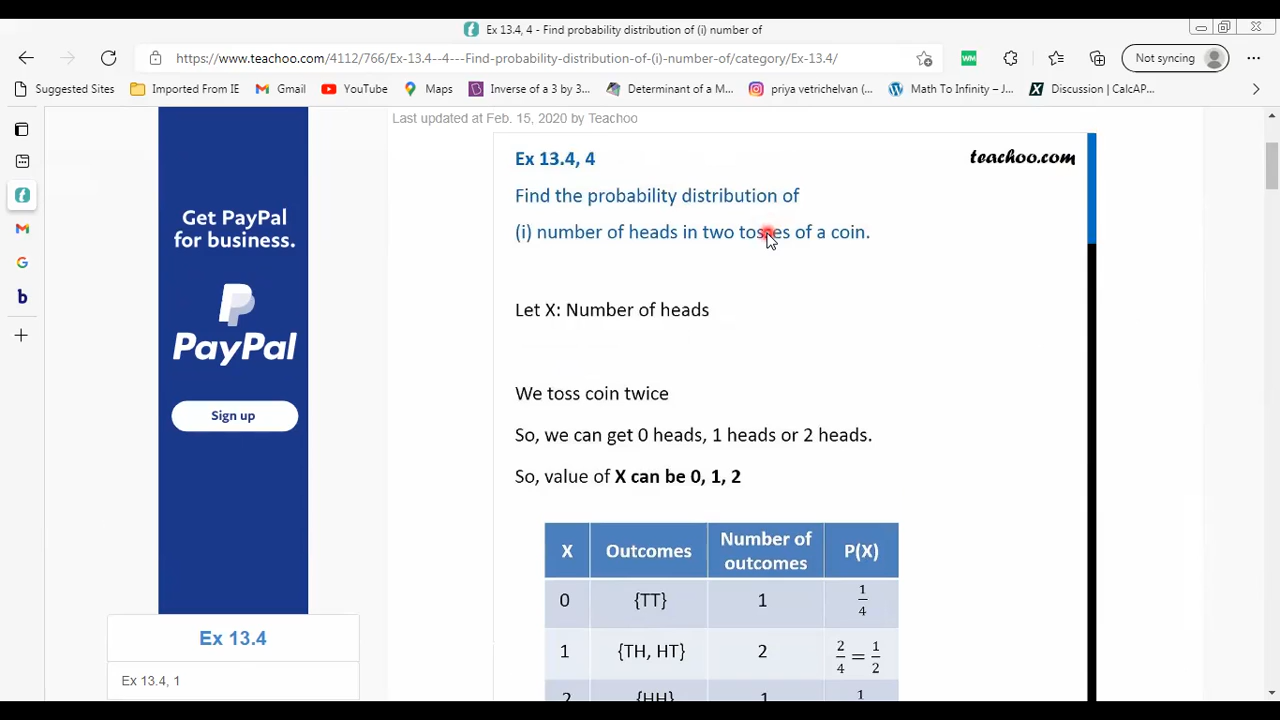 Ex 13.4, 4 - Find probability distribution of (i) number of
https://www.teachoo.com/4112/766/Ex-13.4--4---Find-probability-distribution-of-(i)-number-of/category/Ex-13.4/
Not syncing
Suggested Sites Imported From IE Gmail YouTube Maps Inverse of a 3 by 3... Determinant of a M... priya vetrichelvan (... Math To Infinity – J... Discussion | CalcAP...
Last updated at Feb. 15, 2020 by Teachoo
Ex 13.4, 4
teachoo.com
Find the probability distribution of
(i) number of heads in two tosses of a coin.
Let X: Number of heads
We toss coin twice
So, we can get 0 heads, 1 heads or 2 heads.
So, value of X can be 0, 1, 2
X Outcomes Number of outcomes P(X)
0 {TT} 1 1/4
1 {TH, HT} 2 2/4 = 1/2
2 {HH} 1 1
Get PayPal
for business.
PayPal
Sign up
Ex 13.4
Ex 13.4, 1